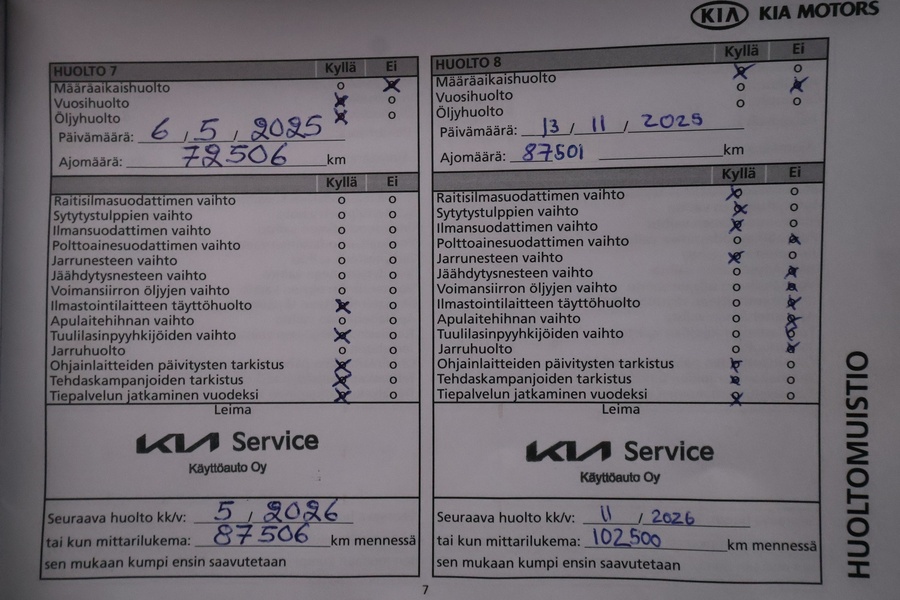 KIA KIA MOTORS
HUOLTO 7 Kyllä Ei
Määräaikaishuolto
Vuosihuolto
Öljyhuolto
Päivämäärä: 6 / 5 / 2025
Ajomäärä: 72506 km
Kyllä Ei
Raitisilmasuodattimen vaihto
Sytytystulppien vaihto
Ilmansuodattimen vaihto
Polttoainesuodattimen vaihto
Jarrunesteen vaihto
Jäähdytysnesteen vaihto
Voimansiirron öljyjen vaihto
Ilmastointilaitteen täyttöhuolto
Apulaitehihnan vaihto
Tuulilasinpyyhkijöiden vaihto
Jarruhuolto
Ohjainlaitteiden päivitysten tarkistus
Tehdaskampanjoiden tarkistus
Tiepalvelun jatkaminen vuodeksi
Leima
KIA Service
Käyttöauto Oy
Seuraava huolto kk/v: 5 / 2026
tai kun mittarilukema: 87506 km mennessä
sen mukaan kumpi ensin saavutetaan
HUOLTO 8 Kyllä Ei
Määräaikaishuolto
Vuosihuolto
Öljyhuolto
Päivämäärä: 13 / 11 / 2025
Ajomäärä: 87501 km
Kyllä Ei
Raitisilmasuodattimen vaihto
Sytytystulppien vaihto
Ilmansuodattimen vaihto
Polttoainesuodattimen vaihto
Jarrunesteen vaihto
Jäähdytysnesteen vaihto
Voimansiirron öljyjen vaihto
Ilmastointilaitteen täyttöhuolto
Apulaitehihnan vaihto
Tuulilasinpyyhkijöiden vaihto
Jarruhuolto
Ohjainlaitteiden päivitysten tarkistus
Tehdaskampanjoiden tarkistus
Tiepalvelun jatkaminen vuodeksi
Leima
KIA Service
Käyttöauto Oy
Seuraava huolto kk/v: 11 / 2026
tai kun mittarilukema: 102500 km mennessä
sen mukaan kumpi ensin saavutetaan
HUOLTOMUISTIO
7